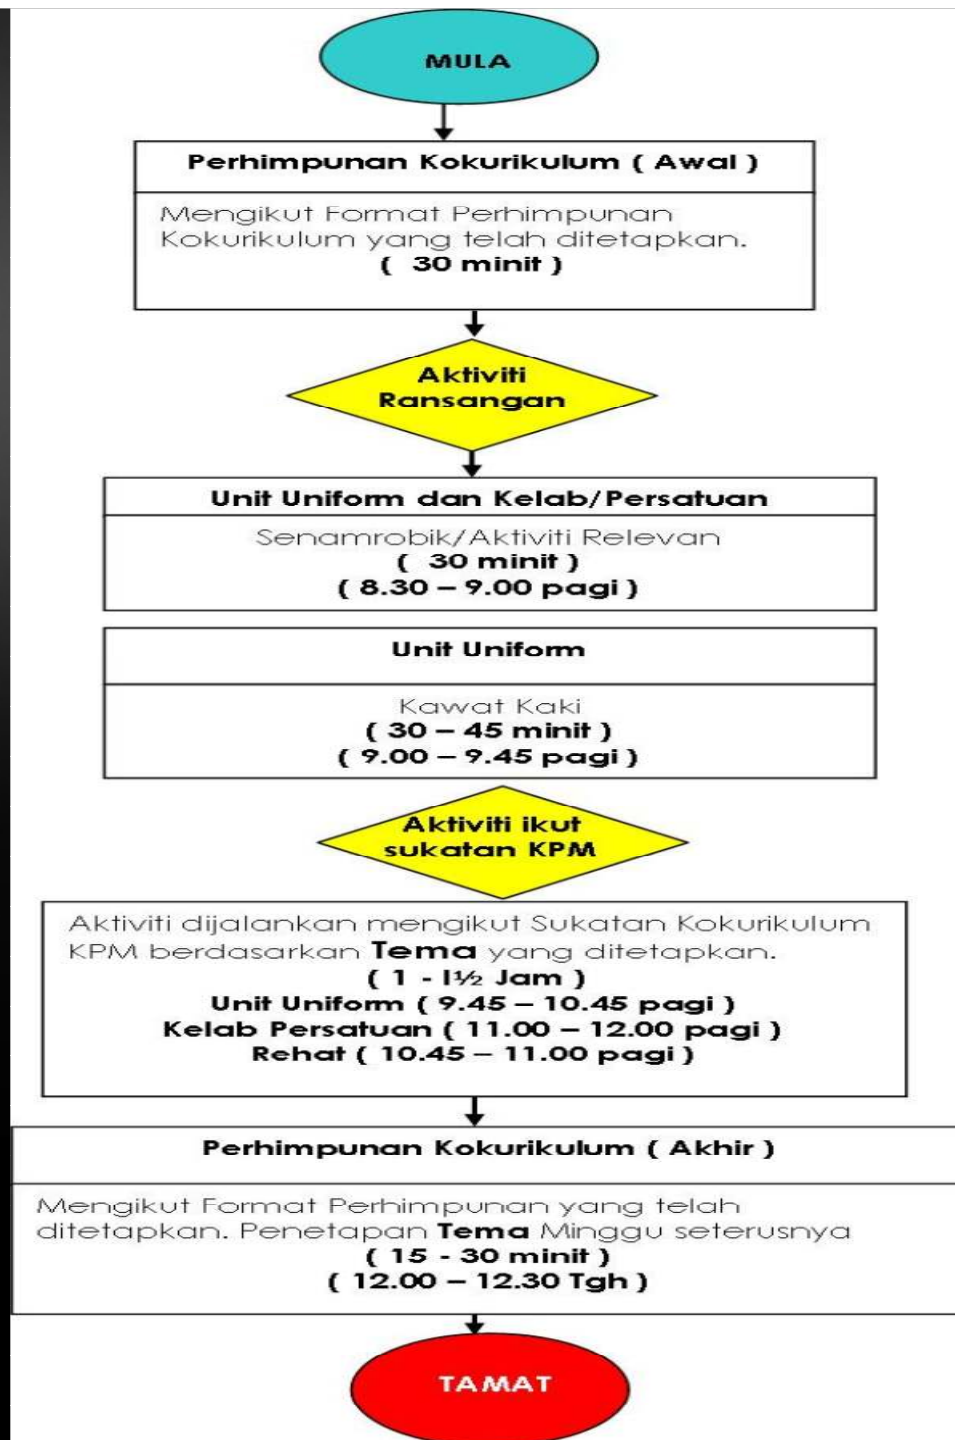 MULA
Perhimpunan Kokurikulum ( Awal )
Mengikut Format Perhimpunan
Kokurikulum yang telah ditetapkan.
( 30 minit )
Aktiviti
Ransangan
Unit Uniform dan Kelab/Persatuan
Senamrobik/Aktiviti Relevan
( 30 minit )
( 8.30 – 9.00 pagi )
Unit Uniform
Kawat Kaki
( 30 – 45 minit )
( 9.00 – 9.45 pagi )
Aktiviti ikut
sukatan KPM
Aktiviti dijalankan mengikut Sukatan Kokurikulum
KPM berdasarkan Tema yang ditetapkan.
( 1 - I½ Jam )
Unit Uniform ( 9.45 – 10.45 pagi )
Kelab Persatuan ( 11.00 – 12.00 pagi )
Rehat ( 10.45 – 11.00 pagi )
Perhimpunan Kokurikulum ( Akhir )
Mengikut Format Perhimpunan yang telah
ditetapkan. Penetapan Tema Minggu seterusnya
( 15 - 30 minit )
( 12.00 – 12.30 Tgh )
TAMAT